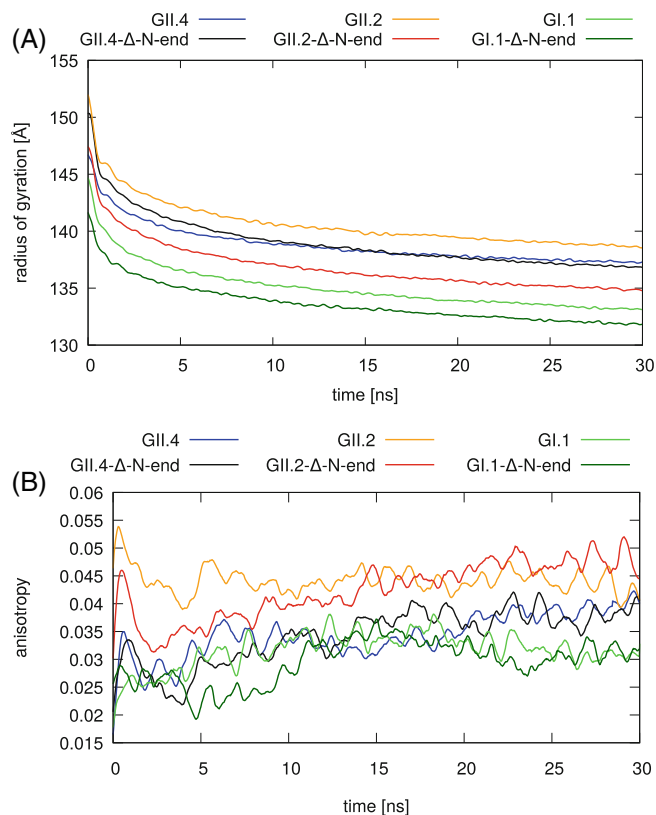 (A)
GII.4 GII.2 GI.1
GII.4-Δ-N-end GII.2-Δ-N-end GI.1-Δ-N-end
155
150
145
140
135
130
radius of gyration [Å]
0 5 10 15 20 25 30
time [ns]
(B)
GII.4 GII.2 GI.1
GII.4-Δ-N-end GII.2-Δ-N-end GI.1-Δ-N-end
0.06
0.055
0.05
0.045
0.04
0.035
0.03
0.025
0.02
0.015
anisotropy
0 5 10 15 20 25 30
time [ns]